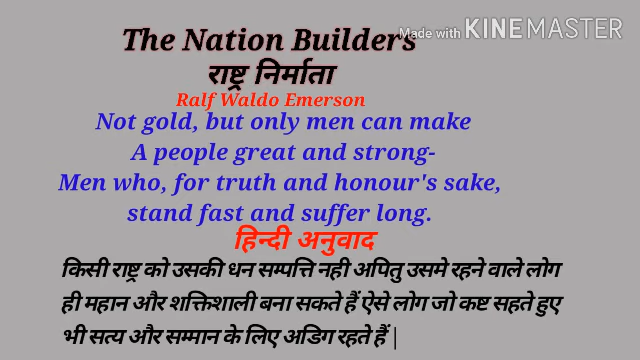 Made with KINEMASTER
The Nation Builders
राष्ट्र निर्माता
Ralf Waldo Emerson
Not gold, but only men can make
A people great and strong-
Men who, for truth and honour's sake,
stand fast and suffer long.
हिन्दी अनुवाद
किसी राष्ट्र को उसकी धन सम्पत्ति नही अपितु उसमे रहने वाले लोग
ही महान और शक्तिशाली बना सकते हैं ऐसे लोग जो कष्ट सहते हुए
भी सत्य और सम्मान के लिए अडिग रहते हैं |